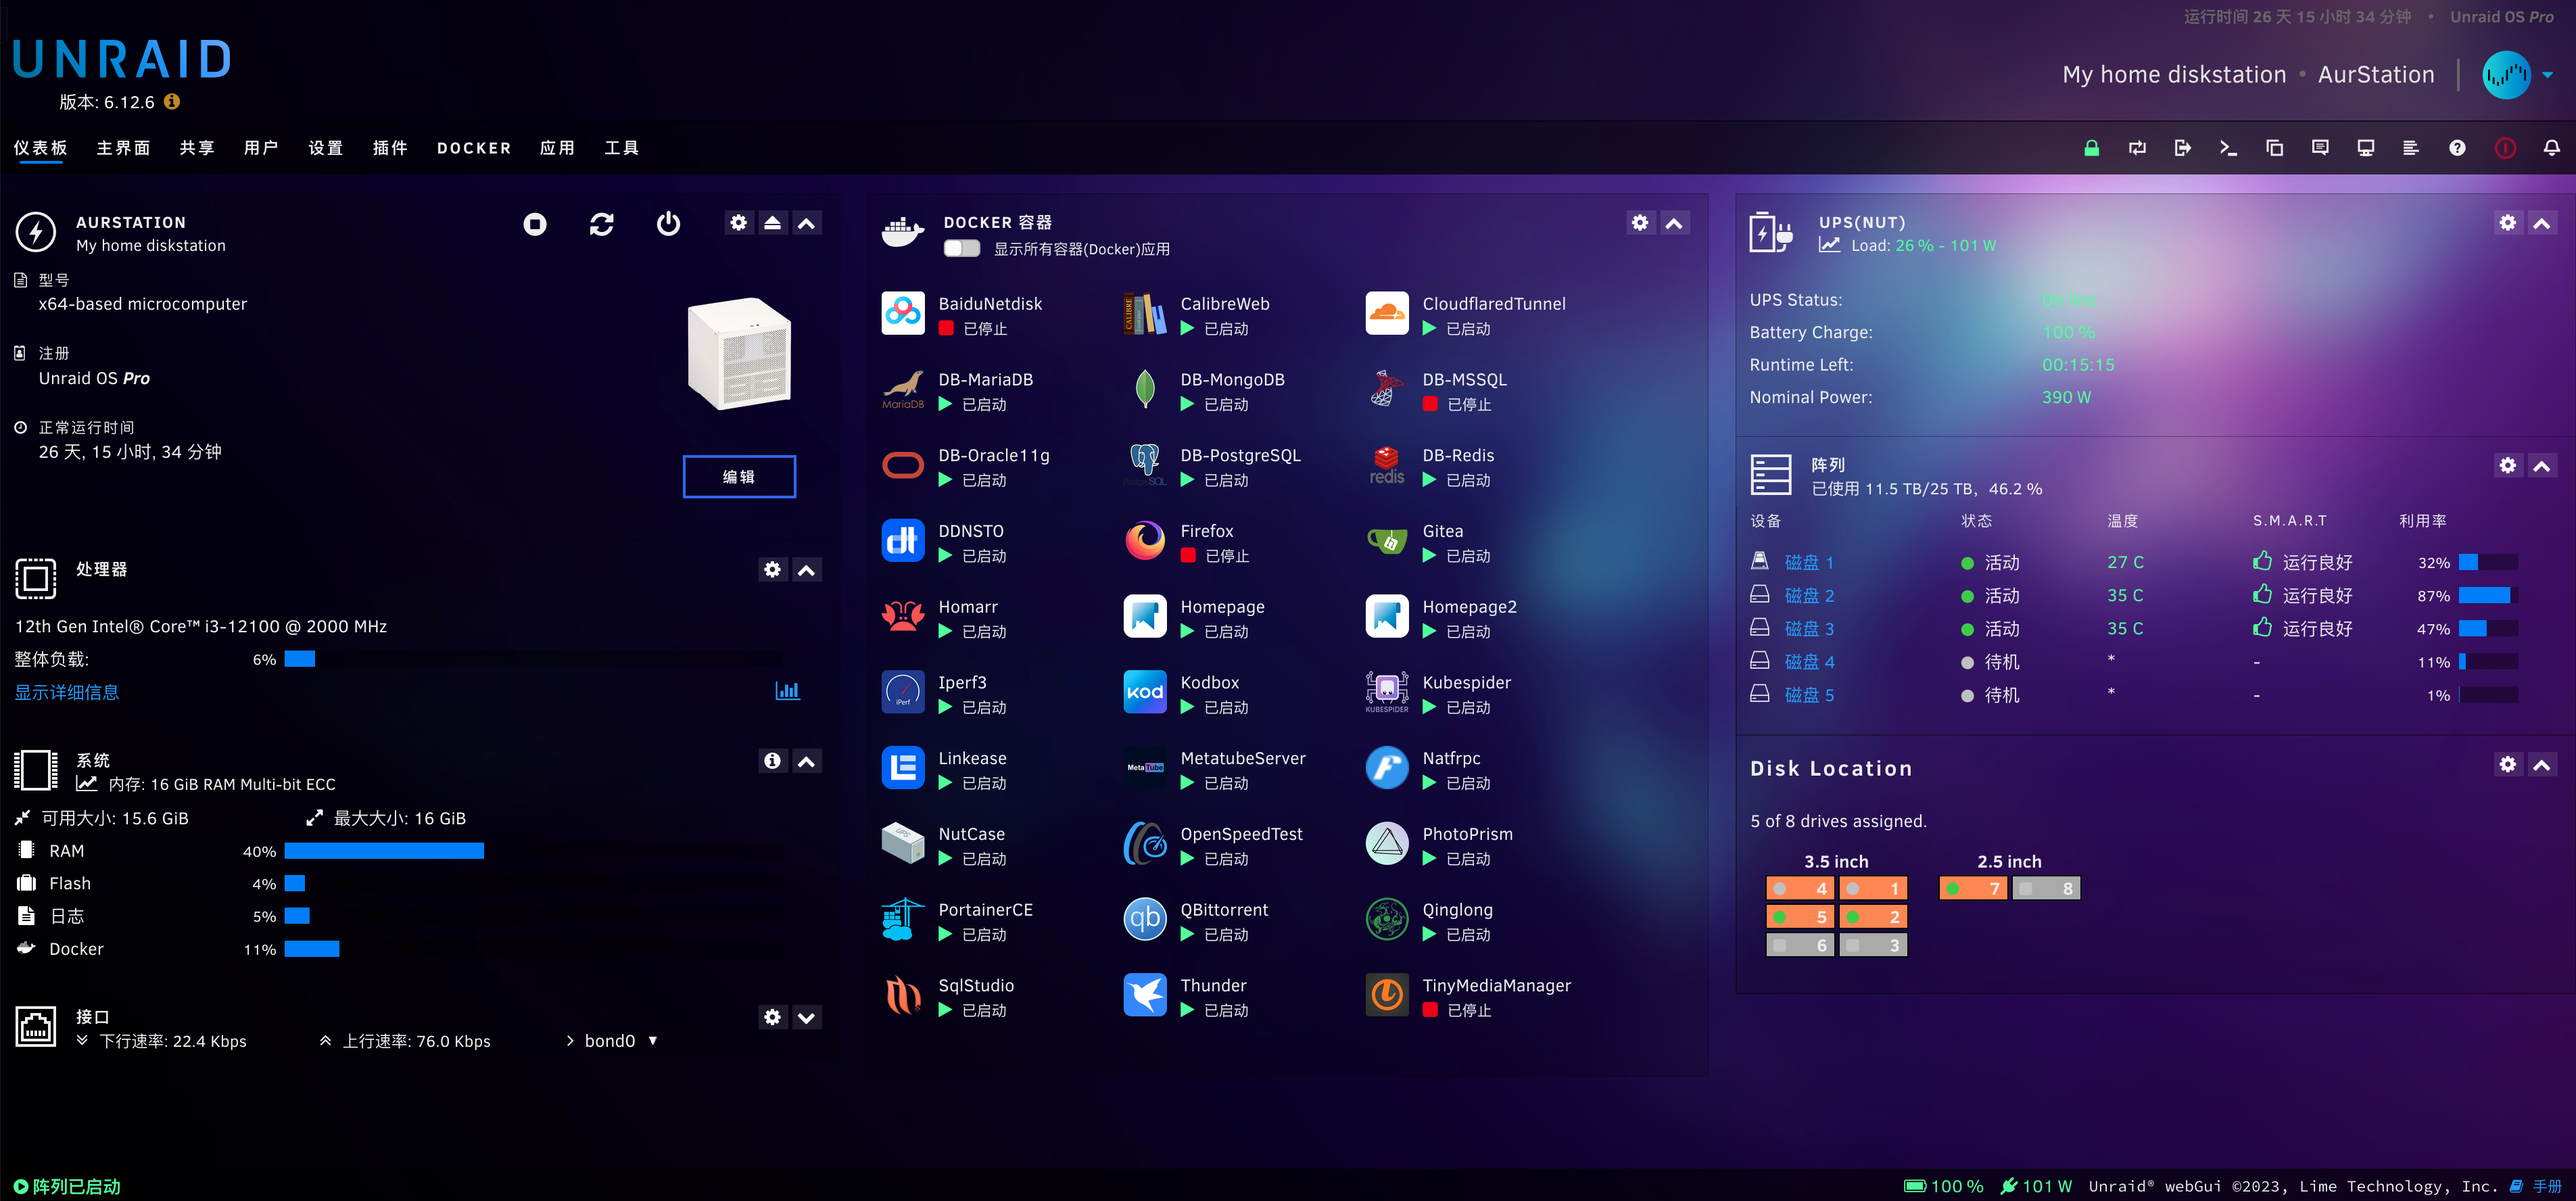 运行时间 26 天 15 小时 34 分钟 • Unraid OS Pro
UNRAID
版本: 6.12.6
My home diskstation • AurStation
仪表板 主界面 共享 用户 设置 插件 DOCKER 应用 工具
AURSTATION
My home diskstation
型号
x64-based microcomputer
注册
Unraid OS Pro
正常运行时间
26 天, 15 小时, 34 分钟
编辑
处理器
12th Gen Intel® Core™ i3-12100 @ 2000 MHz
整体负载: 6%
显示详细信息
系统
内存: 16 GiB RAM Multi-bit ECC
可用大小: 15.6 GiB 最大大小: 16 GiB
RAM 40%
Flash 4%
日志 5%
Docker 11%
接口
下行速率: 22.4 Kbps 上行速率: 76.0 Kbps bond0
DOCKER 容器
显示所有容器(Docker)应用
BaiduNetdisk CALIBRE CalibreWeb CloudflaredTunnel
已停止 已启动 已启动
DB-MariaDB DB-MongoDB DB-MSSQL
MariaDB 已启动 已启动 已停止
DB-Oracle11g DB-PostgreSQL DB-Redis
已启动 PostgreSQL 已启动 redis 已启动
DDNSTO Firefox Gitea
已启动 已停止 已启动
Homarr Homepage Homepage2
已启动 已启动 已启动
Iperf3 Kodbox Kubespider
iPerf 已启动 kod 已启动 KUBESPIDER 已启动
Linkease MetatubeServer Natfrpc
已启动 MetaTube 已启动 已启动
NutCase OpenSpeedTest PhotoPrism
UPS 已启动 已启动 已启动
PortainerCE QBittorrent Qinglong
已启动 qb 已启动 已启动
SqlStudio Thunder TinyMediaManager
已启动 已启动 已停止
UPS(NUT)
Load: 26 % - 101 W
UPS Status: On line
Battery Charge: 100 %
Runtime Left: 00:15:15
Nominal Power: 390 W
阵列
已使用 11.5 TB/25 TB，46.2 %
设备 状态 温度 S.M.A.R.T 利用率
磁盘 1 活动 27 C 运行良好 32%
磁盘 2 活动 35 C 运行良好 87%
磁盘 3 活动 35 C 运行良好 47%
磁盘 4 待机 * - 11%
磁盘 5 待机 * - 1%
Disk Location
5 of 8 drives assigned.
3.5 inch 2.5 inch
4 1 7 8
5 2
6 3
阵列已启动
100 % 101 W Unraid® webGui ©2023, Lime Technology, Inc. 手册